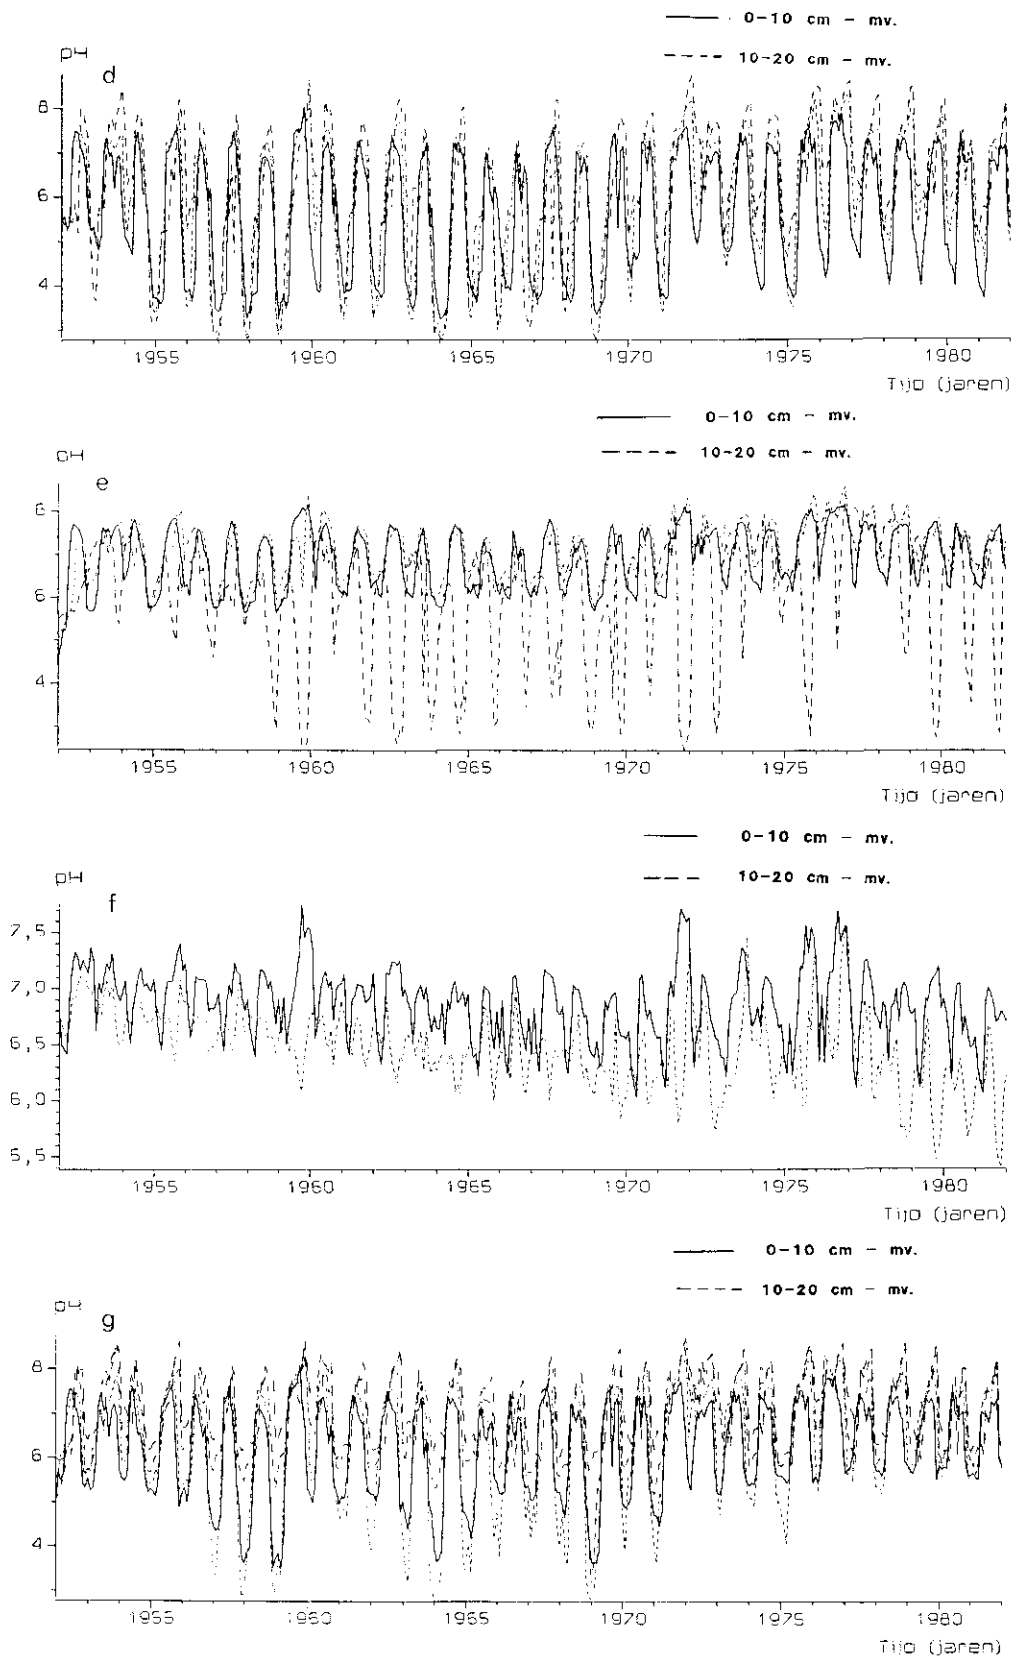 0-10 cm - mv.
10-20 cm - mv.
pH
d
8
6
4
1955 1960 1965 1970 1975 1980
Tijd (jaren)
0-10 cm - mv.
10-20 cm - mv.
pH
e
8
6
4
1955 1960 1965 1970 1975 1980
Tijd (jaren)
0-10 cm - mv.
10-20 cm - mv.
pH
f
7,5
7,0
6,5
6,0
5,5
1955 1960 1965 1970 1975 1980
Tijd (jaren)
0-10 cm - mv.
10-20 cm - mv.
pH
g
8
6
4
1955 1960 1965 1970 1975 1980
Tijd (jaren)